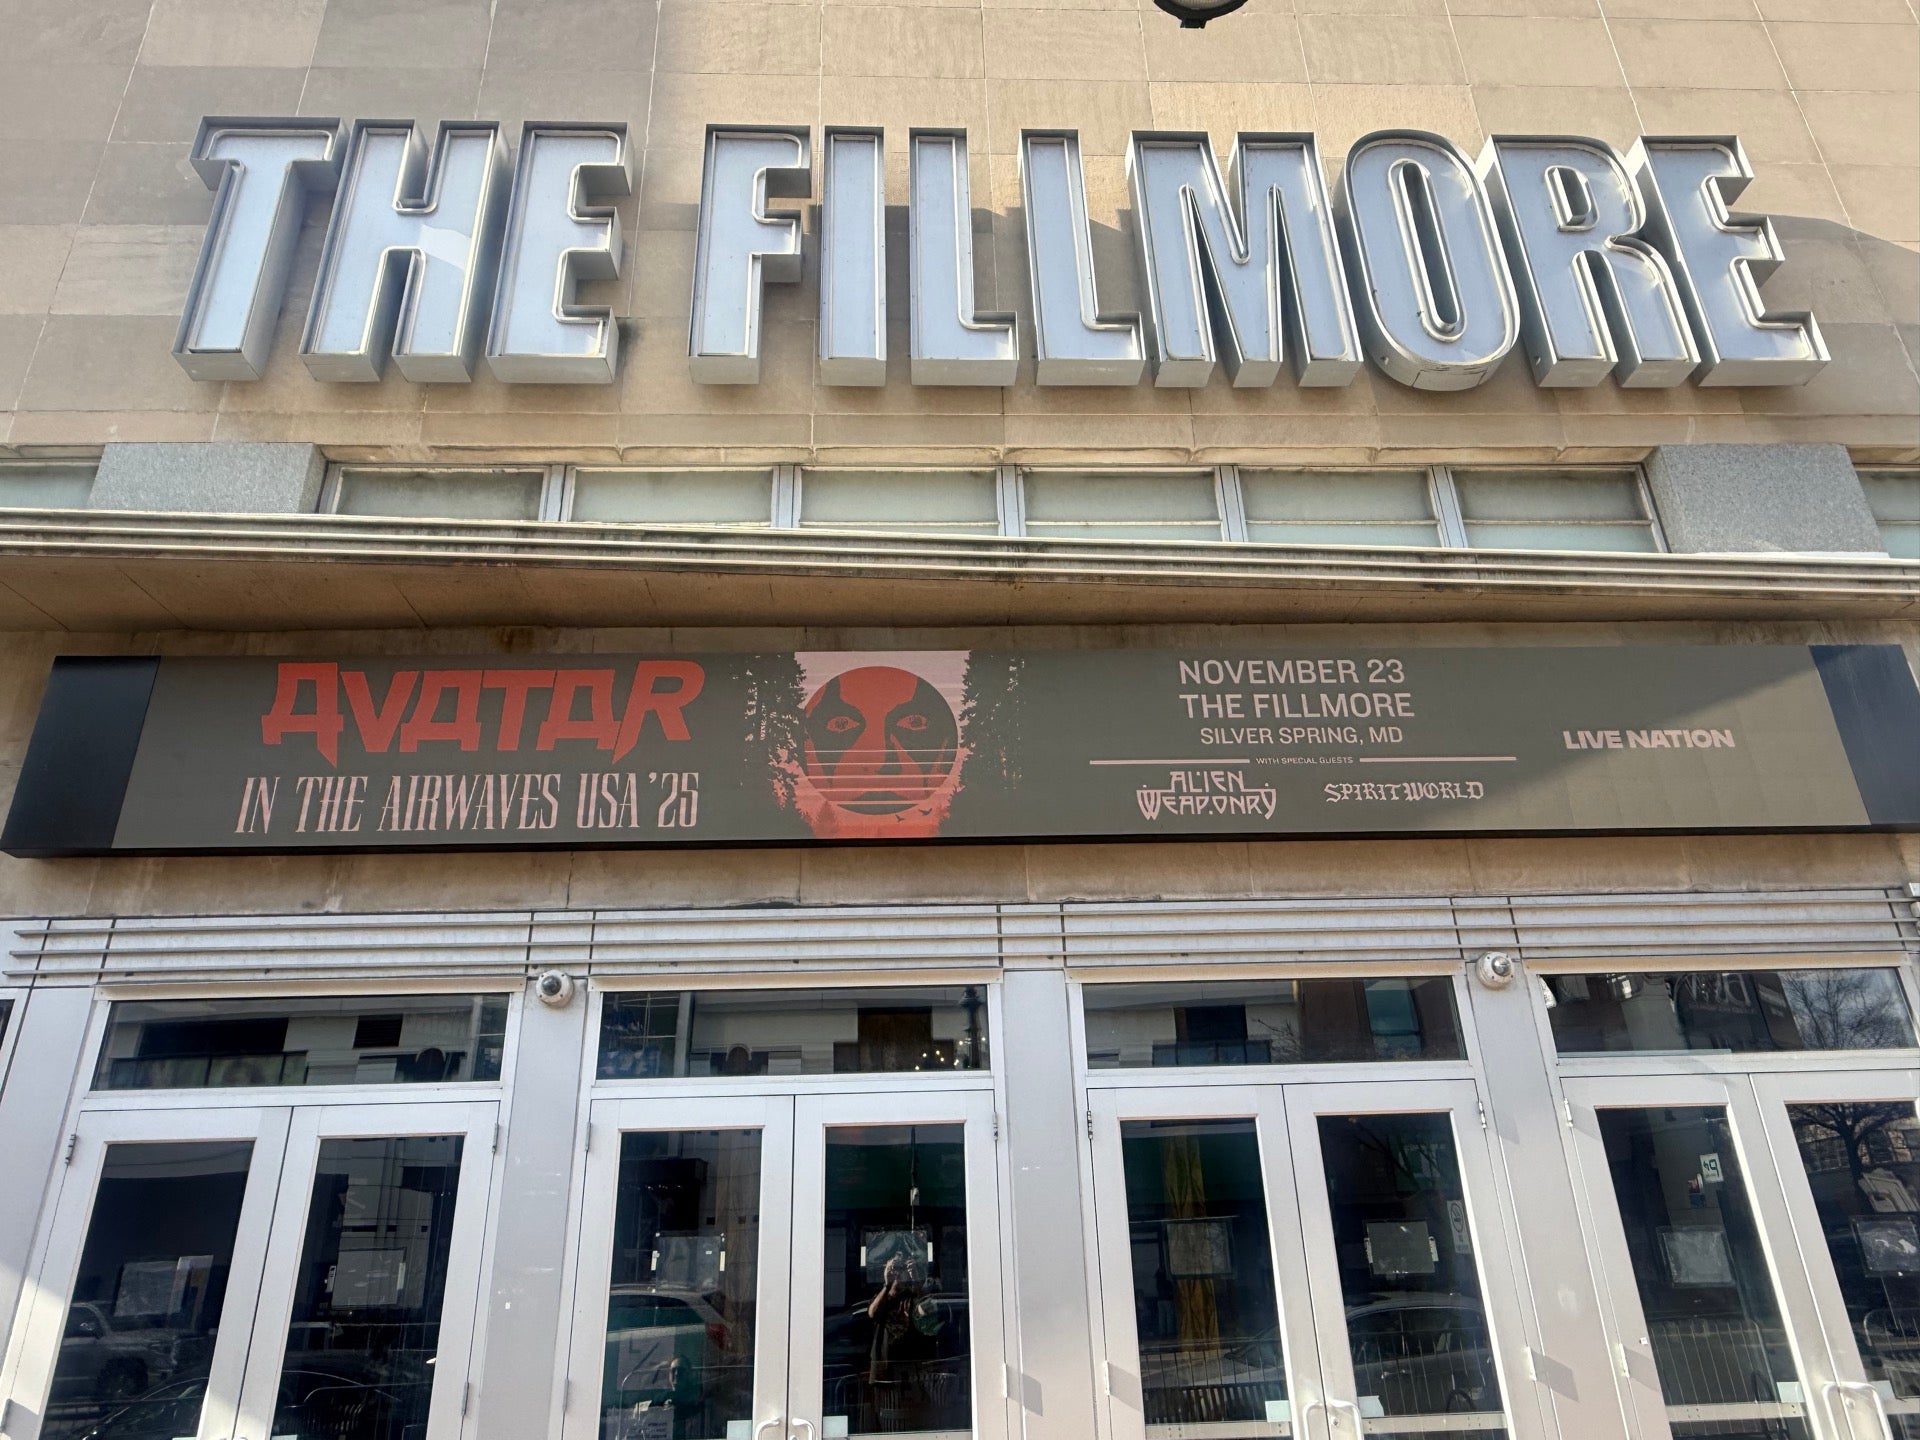 THE FILLMORE
AVATAR
IN THE AIRWAVES USA '25
NOVEMBER 23
THE FILLMORE
SILVER SPRING, MD
WITH SPECIAL GUESTS
ALIEN WEAPONRY
SPIRITWORLD
LIVE NATION